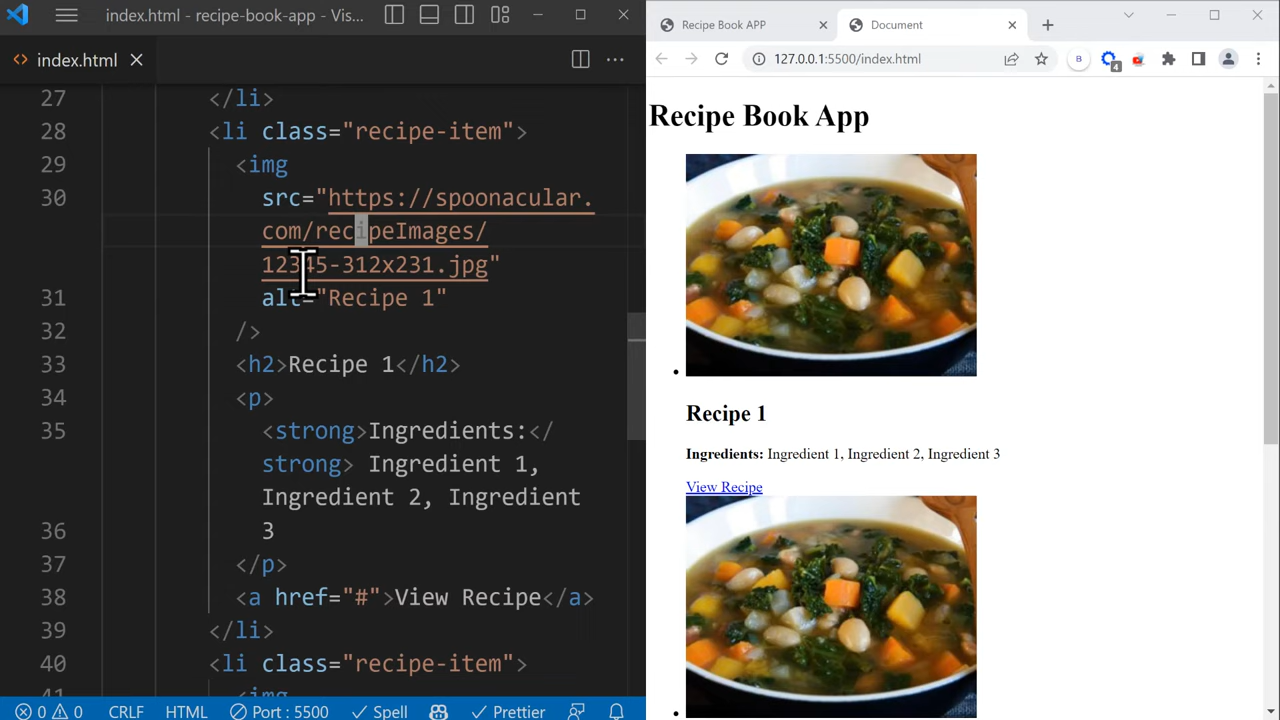 index.html - recipe-book-app - Vis...
index.html
27 </li>
28 <li class="recipe-item">
29 <img
30 src="https://spoonacular.
com/recipeImages/
12345-312x231.jpg"
31 alt="Recipe 1"
32 />
33 <h2>Recipe 1</h2>
34 <p>
35 <strong>Ingredients:</
strong> Ingredient 1,
Ingredient 2, Ingredient
36 3
37 </p>
38 <a href="#">View Recipe</a>
39 </li>
40 <li class="recipe-item">
41 <img
0 0 CRLF HTML Port : 5500 Spell Prettier
Recipe Book APP
Document
127.0.0.1:5500/index.html
B
4
Recipe Book App
Recipe 1
Ingredients: Ingredient 1, Ingredient 2, Ingredient 3
View Recipe